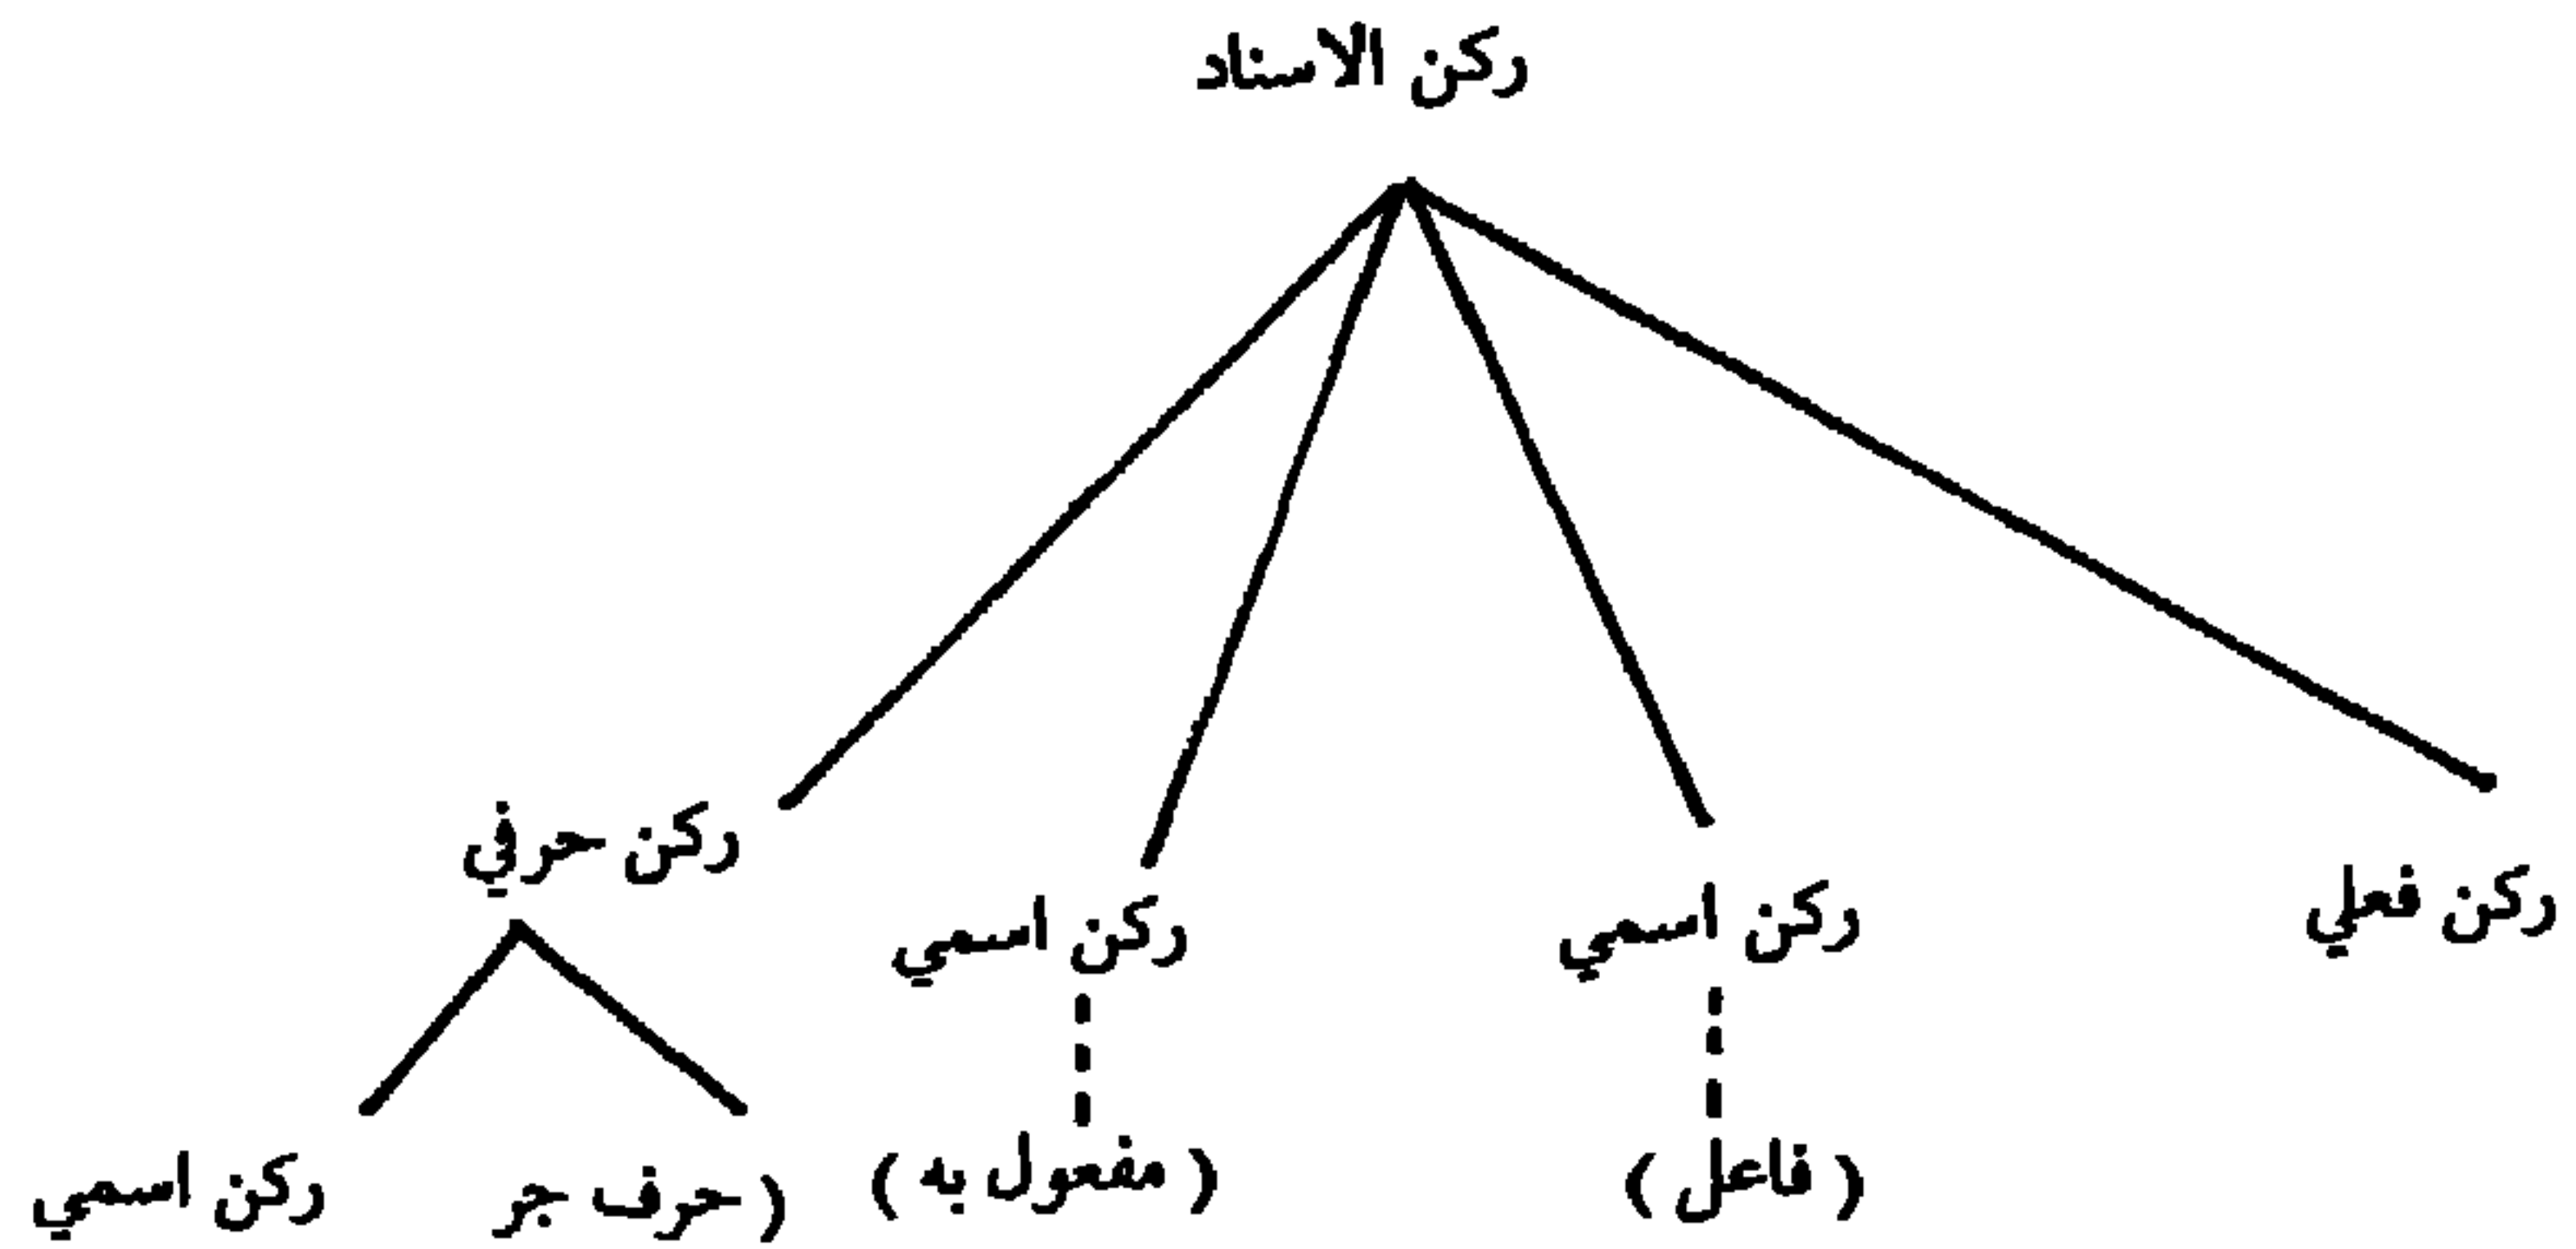 ركن الاسناد
ركن فعلي
ركن اسمي
ركن اسمي
ركن حرفي
( فاعل )
( مفعول به )
( حرف جر
ركن اسمي